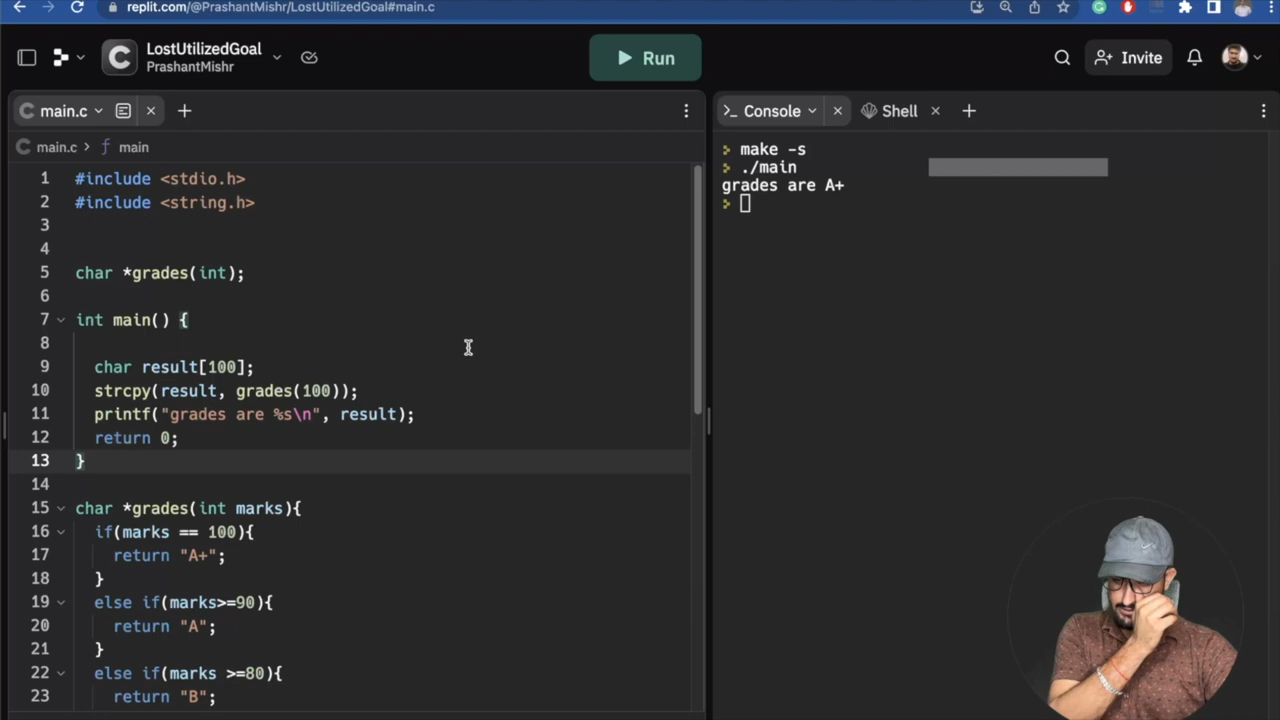 replit.com/@PrashantMishr/LostUtilizedGoal#main.c
LostUtilizedGoal
PrashantMishr
Run
Invite
main.c
Console
Shell
main.c > main
1 #include <stdio.h>
2 #include <string.h>
3
4
5 char *grades(int);
6
7 int main() {
8
9 char result[100];
10 strcpy(result, grades(100));
11 printf("grades are %s\n", result);
12 return 0;
13 }
14
15 char *grades(int marks){
16 if(marks == 100){
17 return "A+";
18 }
19 else if(marks>=90){
20 return "A";
21 }
22 else if(marks >=80){
23 return "B";
> make -s
> ./main
grades are A+
>